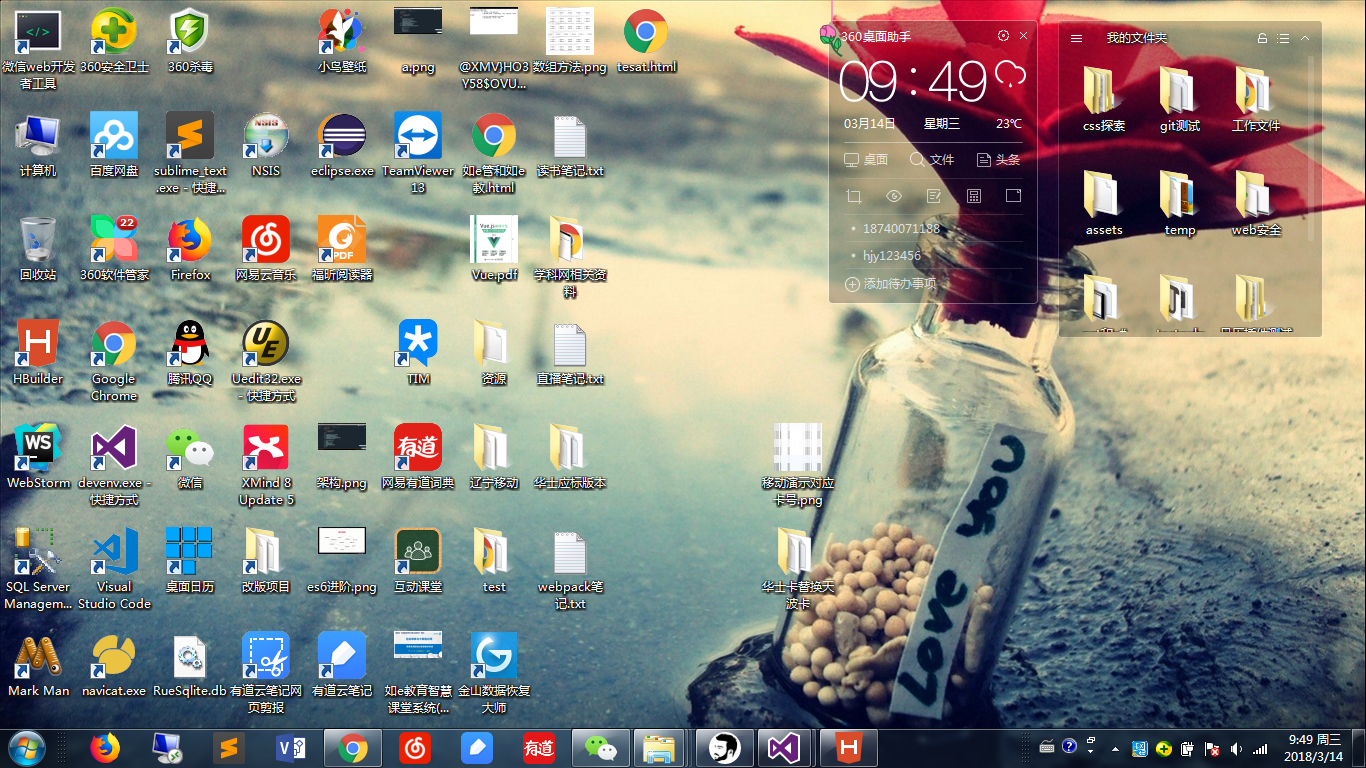 微信web开发
者工具
360安全卫士
360杀毒
小鸟壁纸
a.png
@XMV}HO3
Y58$OVU...
数组方法.png
tesat.html
计算机
百度网盘
sublime_text
.exe - 快捷...
NSIS
NSIS
eclipse.exe
TeamViewer
13
如e管和如e
教.html
读书笔记.txt
回收站
22
360软件管家
Firefox
网易云音乐
PDF
福昕阅读器
Vue.pdf
学科网相关资
料
HBuilder
Google
Chrome
腾讯QQ
UE
Uedit32.exe
- 快捷方式
TIM
资源
直播笔记.txt
WS
WebStorm
devenv.exe -
快捷方式
微信
XMind 8
Update 5
架构.png
有道
网易有道词典
辽宁移动
华士应标版本
移动演示对应
卡号.png
SQL Server
Managem...
Visual
Studio Code
桌面日历
改版项目
es6进阶.png
互动课堂
test
webpack笔
记.txt
华士卡替换天
波卡
Mark Man
navicat.exe
RueSqlite.db
有道云笔记网
页剪报
有道云笔记
如e教育智慧
课堂系统(...
金山数据恢复
大师
360桌面助手
09:49
03月14日 星期三 23℃
桌面 文件 头条
18740071188
hjy123456
添加待办事项
我的文件夹
css探索
git测试
工作文件
assets
temp
web安全
Love you
有道
9:49 周三
2018/3/14